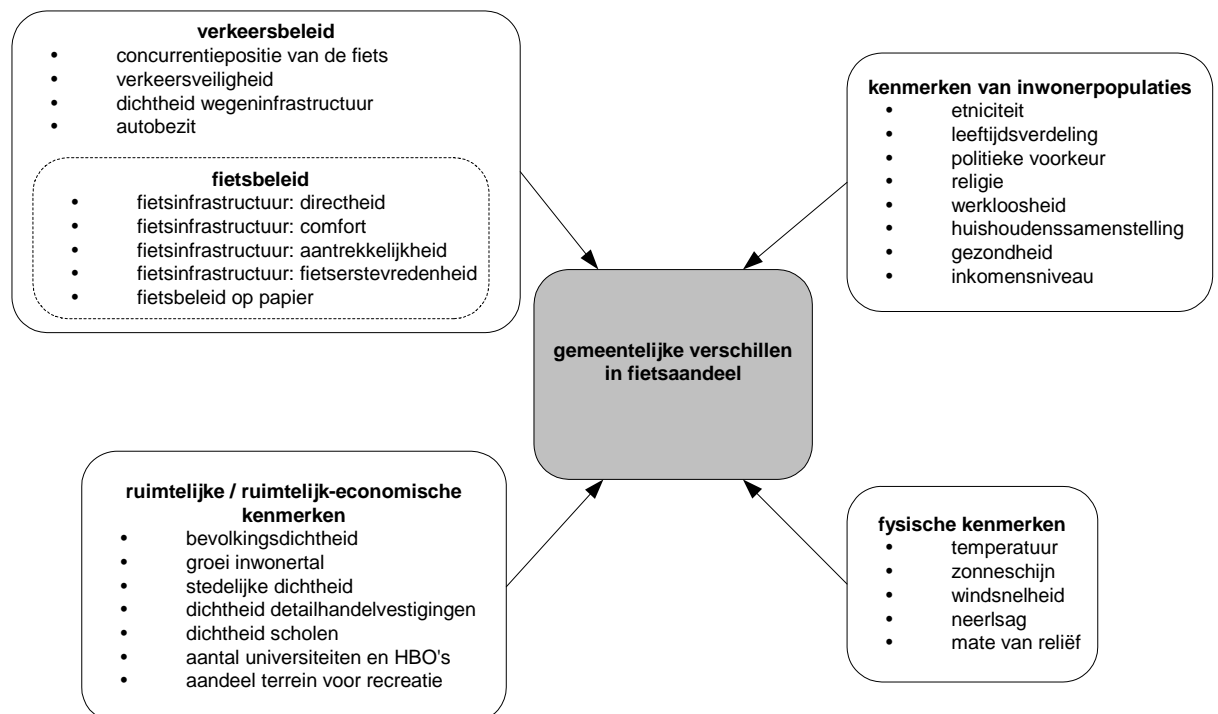 verkeersbeleid
• concurrentiepositie van de fiets
• verkeersveiligheid
• dichtheid wegeninfrastructuur
• autobezit
fietsbeleid
• fietsinfrastructuur: directheid
• fietsinfrastructuur: comfort
• fietsinfrastructuur: aantrekkelijkheid
• fietsinfrastructuur: fietserstevredenheid
• fietsbeleid op papier
kenmerken van inwonerpopulaties
• etniciteit
• leeftijdsverdeling
• politieke voorkeur
• religie
• werkloosheid
• huishoudenssamenstelling
• gezondheid
• inkomensniveau
gemeentelijke verschillen
in fietsaandeel
ruimtelijke / ruimtelijk-economische
kenmerken
• bevolkingsdichtheid
• groei inwonertal
• stedelijke dichtheid
• dichtheid detailhandelvestigingen
• dichtheid scholen
• aantal universiteiten en HBO's
• aandeel terrein voor recreatie
fysische kenmerken
• temperatuur
• zonneschijn
• windsnelheid
• neerlsag
• mate van reliëf